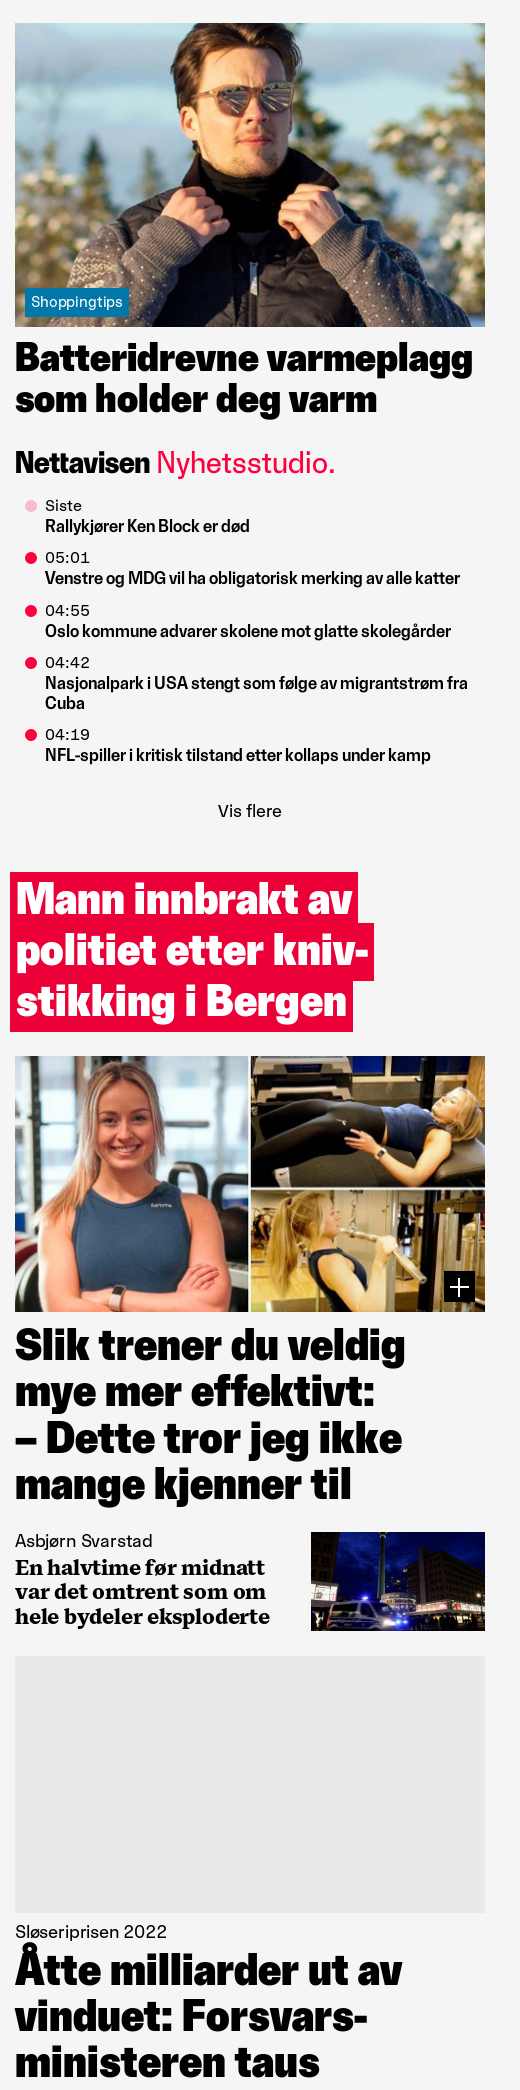 Shoppingtips
Batteridrevne varmeplagg
som holder deg varm
Nettavisen Nyhetsstudio.
Siste
Rallykjører Ken Block er død
05:01
Venstre og MDG vil ha obligatorisk merking av alle katter
04:55
Oslo kommune advarer skolene mot glatte skolegårder
04:42
Nasjonalpark i USA stengt som følge av migrantstrøm fra
Cuba
04:19
NFL-spiller i kritisk tilstand etter kollaps under kamp
Vis flere
Mann innbrakt av
politiet etter kniv-
stikking i Bergen
Slik trener du veldig
mye mer effektivt:
– Dette tror jeg ikke
mange kjenner til
Asbjørn Svarstad
En halvtime før midnatt
var det omtrent som om
hele bydeler eksploderte
Sløseriprisen 2022
Åtte milliarder ut av
vinduet: Forsvars-
ministeren taus